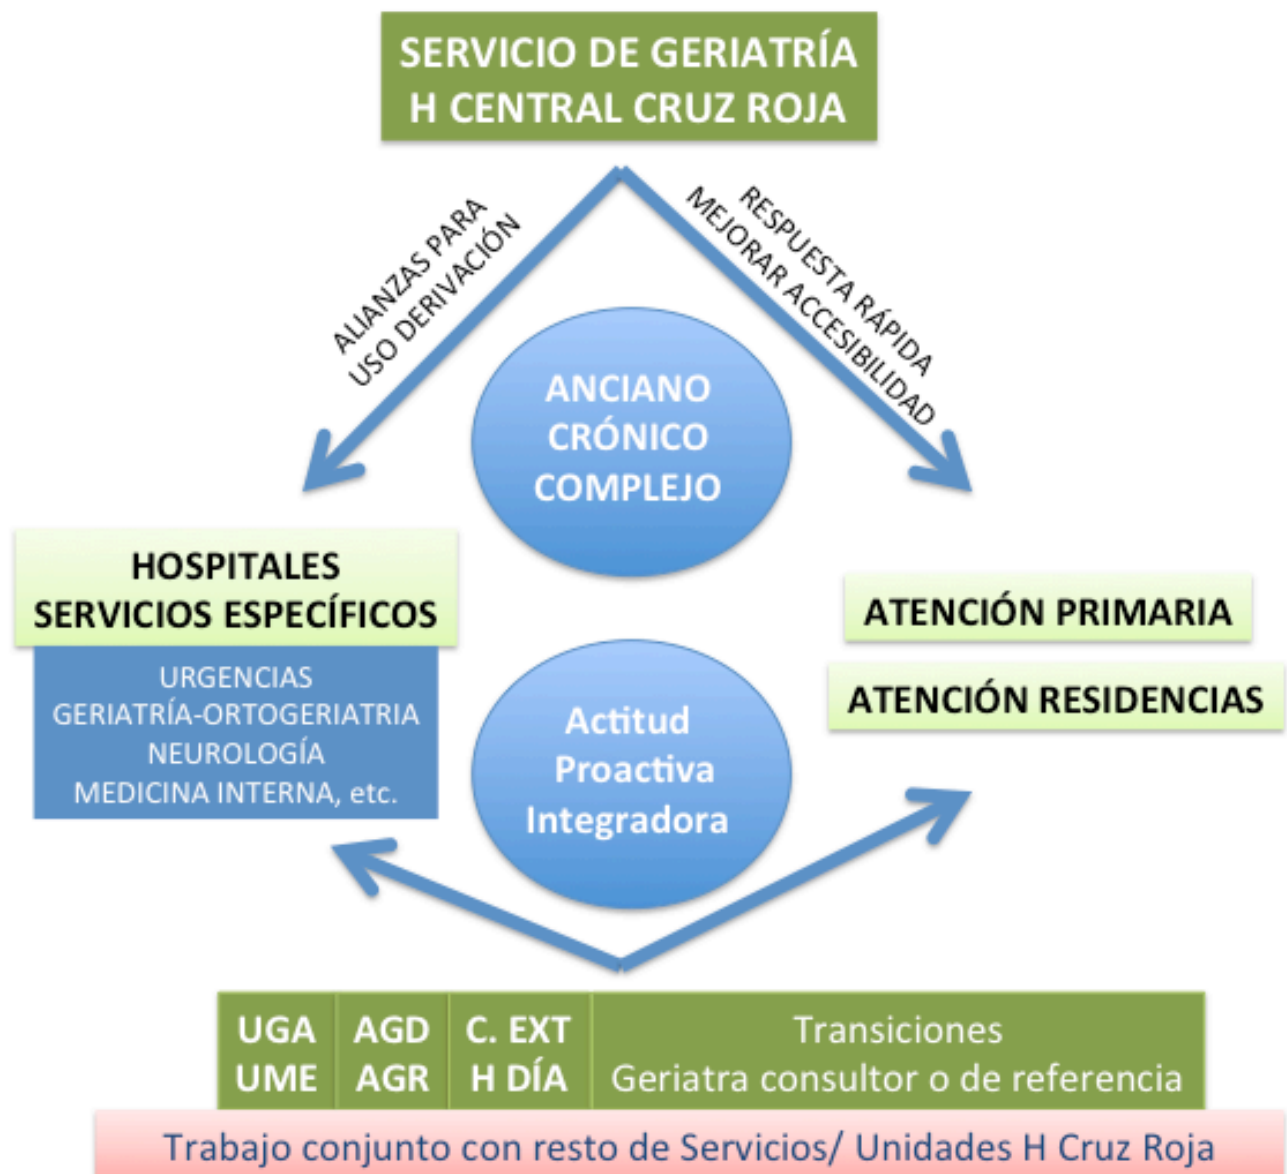 SERVICIO DE GERIATRÍA
H CENTRAL CRUZ ROJA
ALIANZAS PARA
USO DERIVACIÓN
RESPUESTA RÁPIDA
MEJORAR ACCESIBILIDAD
ANCIANO
CRÓNICO
COMPLEJO
HOSPITALES
SERVICIOS ESPECÍFICOS
URGENCIAS
GERIATRÍA-ORTOGERIATRIA
NEUROLOGÍA
MEDICINA INTERNA, etc.
ATENCIÓN PRIMARIA
ATENCIÓN RESIDENCIAS
Actitud
Proactiva
Integradora
UGA
UME
AGD
AGR
C. EXT
H DÍA
Transiciones
Geriatra consultor o de referencia
Trabajo conjunto con resto de Servicios/ Unidades H Cruz Roja